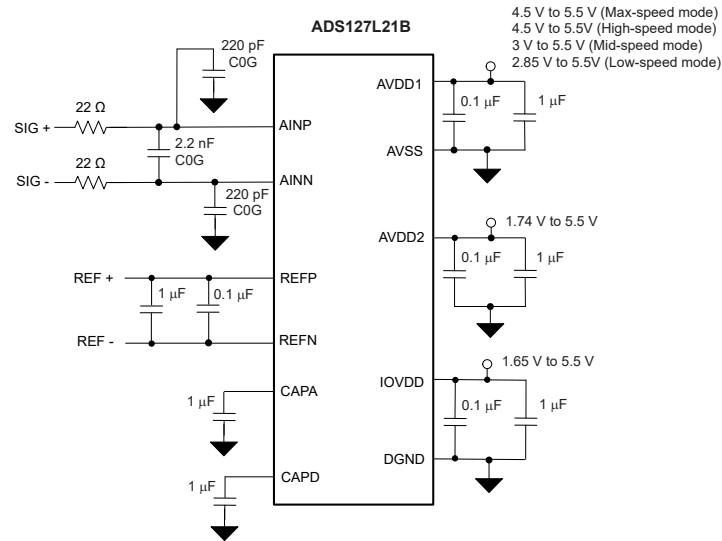 ADS127L21B
4.5 V to 5.5 V (Max-speed mode)
4.5 V to 5.5V (High-speed mode)
3 V to 5.5 V (Mid-speed mode)
2.85 V to 5.5V (Low-speed mode)
220 pF
C0G
AVDD1
0.1 μF
1 μF
22 Ω
SIG +
AINP
2.2 nF
C0G
AVSS
22 Ω
SIG -
AINN
220 pF
C0G
1.74 V to 5.5 V
AVDD2
0.1 μF
1 μF
REF +
REFP
1 μF
0.1 μF
REF -
REFN
1.65 V to 5.5 V
IOVDD
CAPA
1 μF
0.1 μF
1 μF
DGND
CAPD
1 μF